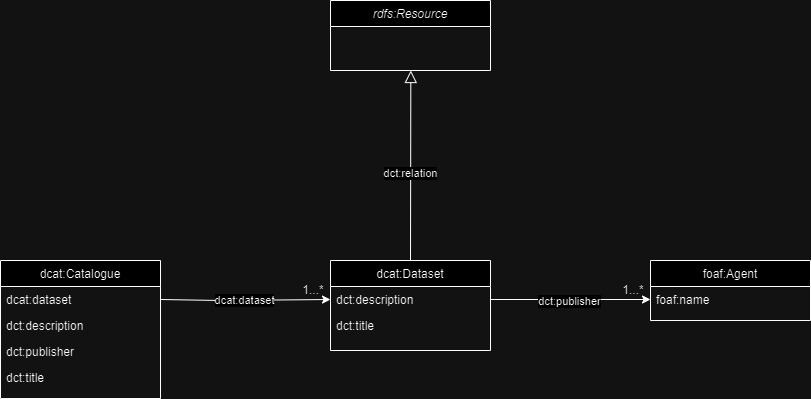 rdfs:Resource
dct:relation
dcat:Catalogue
dcat:dataset
dct:description
dct:publisher
dct:title
dcat:dataset
1...*
dcat:Dataset
dct:description
dct:title
dct:publisher
1...*
foaf:Agent
foaf:name